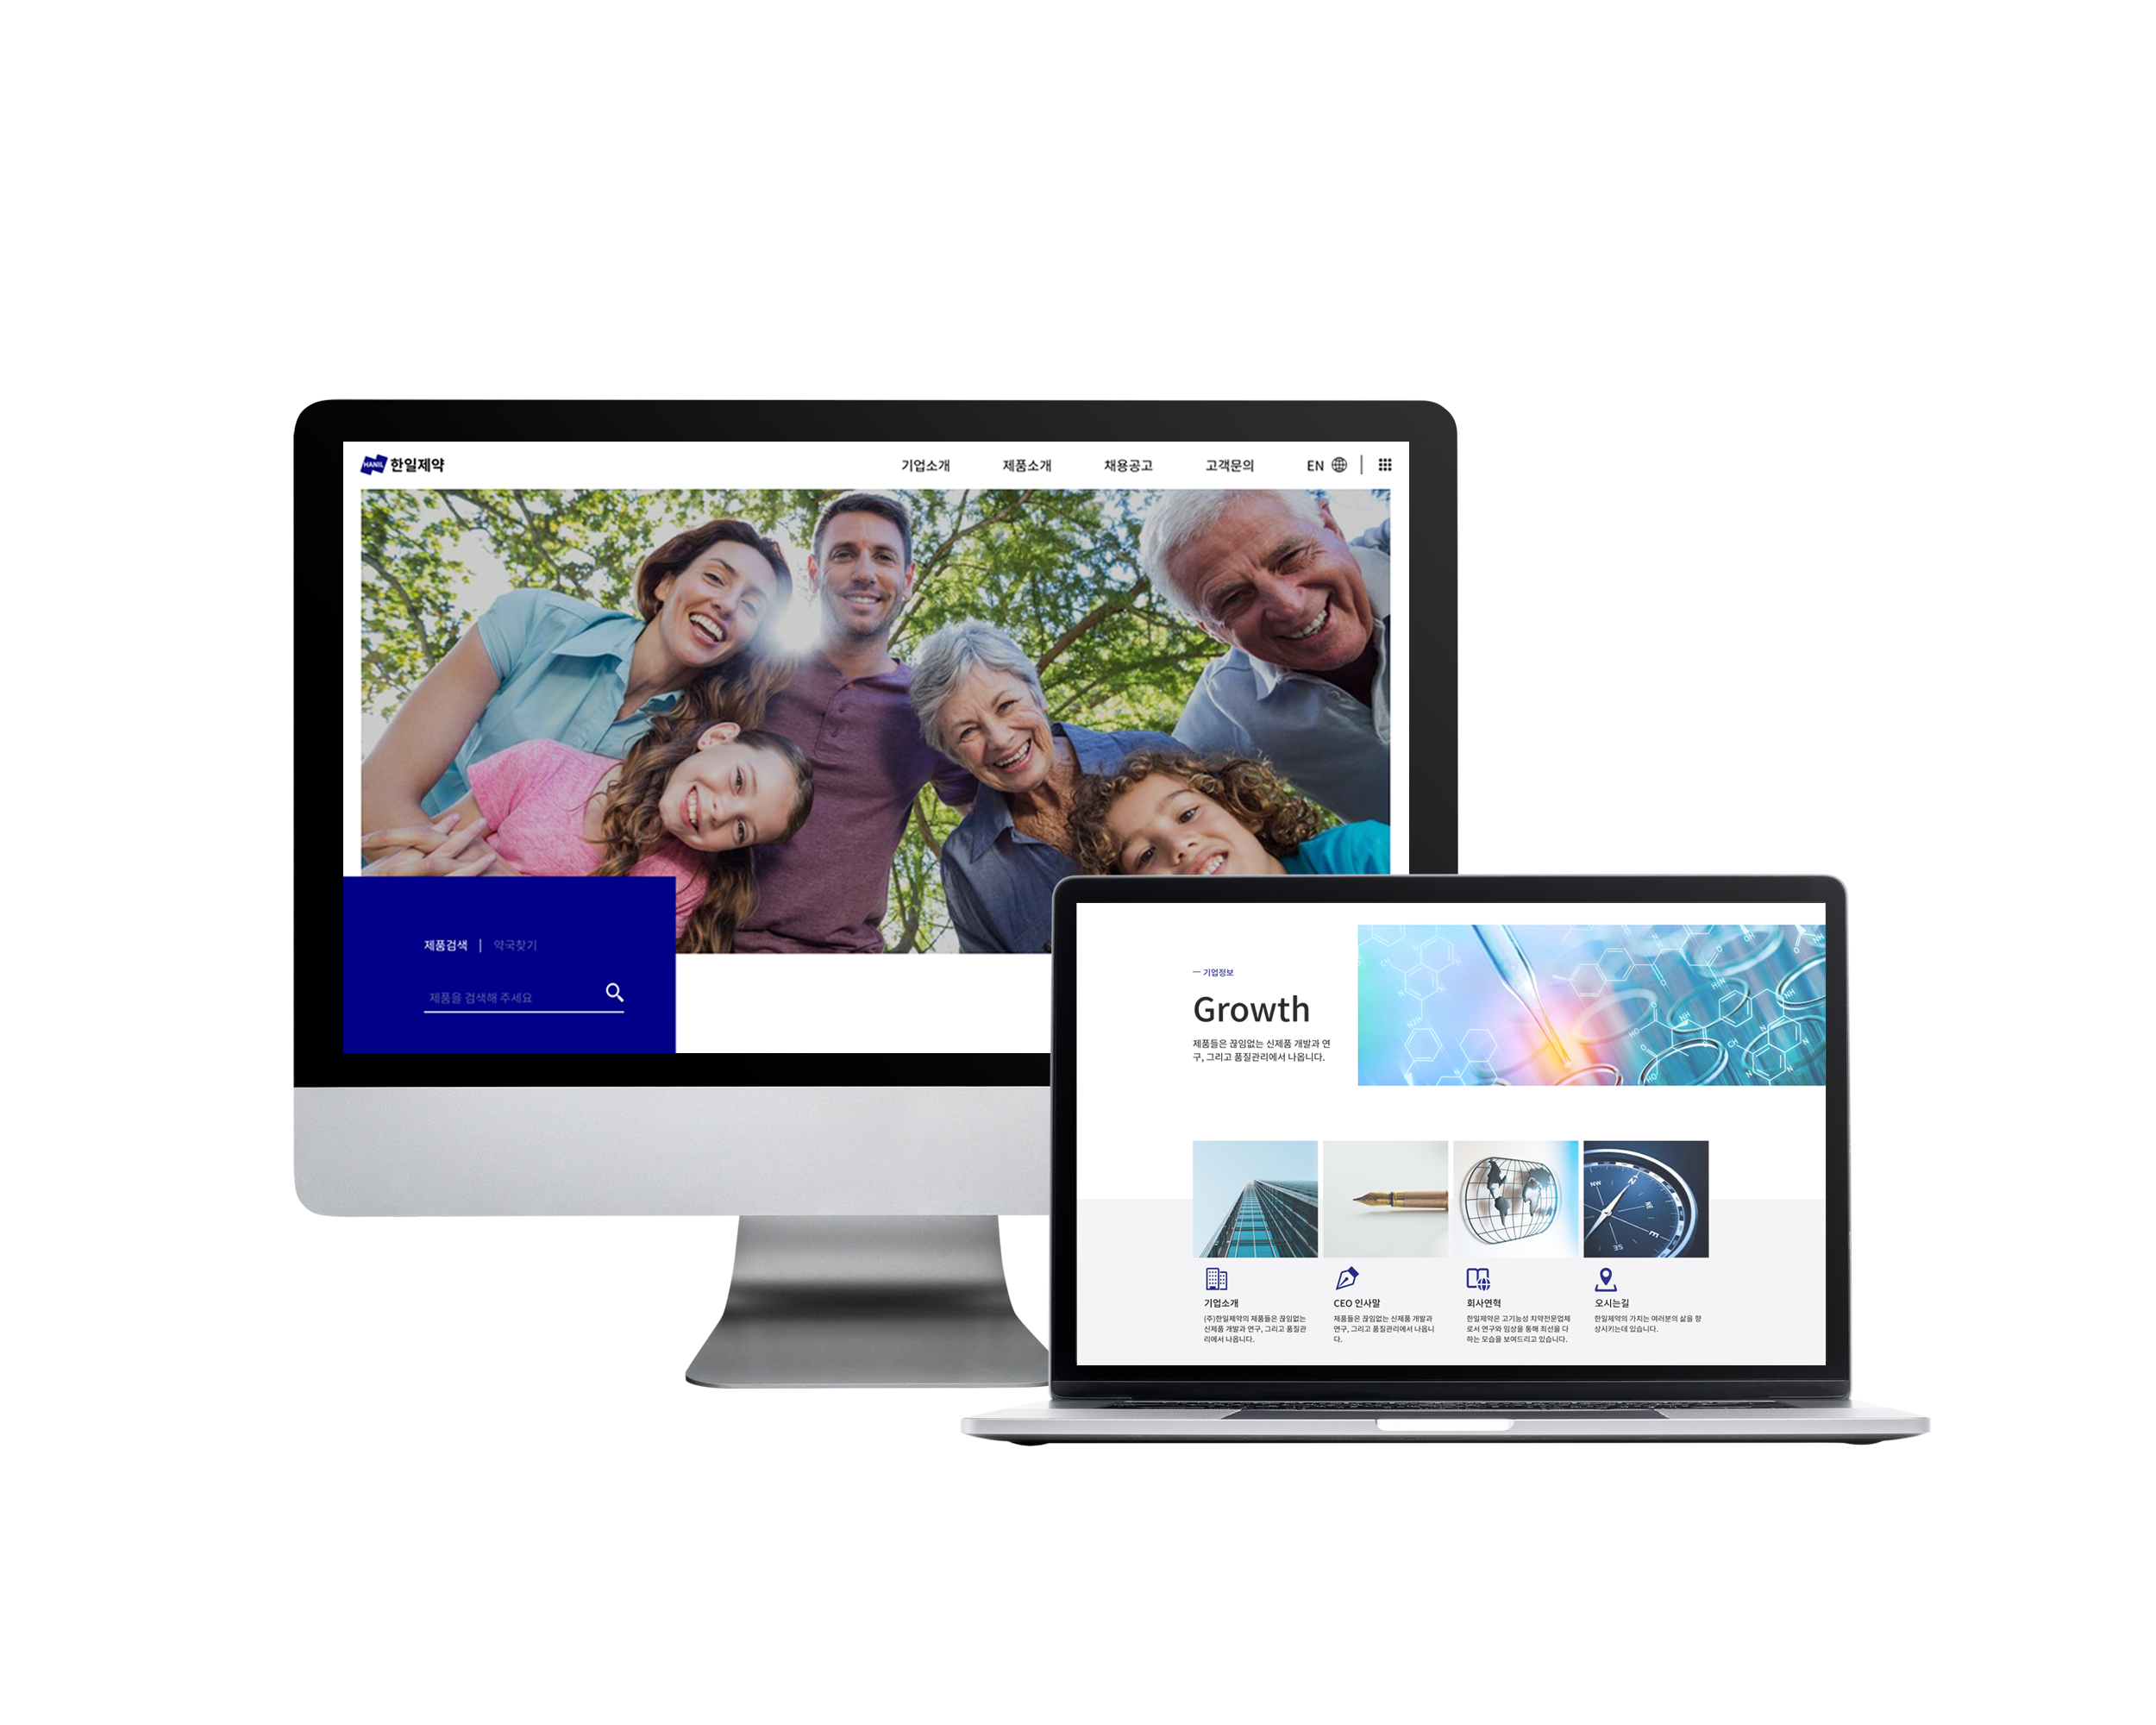 HANIL 한일제약
기업소개 제품소개 채용공고 고객문의 EN
제품검색 | 약국찾기
제품을 검색해 주세요
기업정보
Growth
제품들은 끊임없는 신제품 개발과 연
구, 그리고 품질관리에서 나옵니다.
기업소개
(주)한일제약의 제품들은 끊임없는
신제품 개발과 연구, 그리고 품질관
리에서 나옵니다.
CEO 인사말
제품들은 끊임없는 신제품 개발과
연구, 그리고 품질관리에서 나옵니
다.
회사연혁
한일제약은 고기능성 치약전문업체
로서 연구와 임상을 통해 최선을 다
하는 모습을 보여드리고 있습니다.
오시는길
한일제약의 가치는 여러분의 삶을 향
상시키는데 있습니다.
NW
N
NE
E
SE